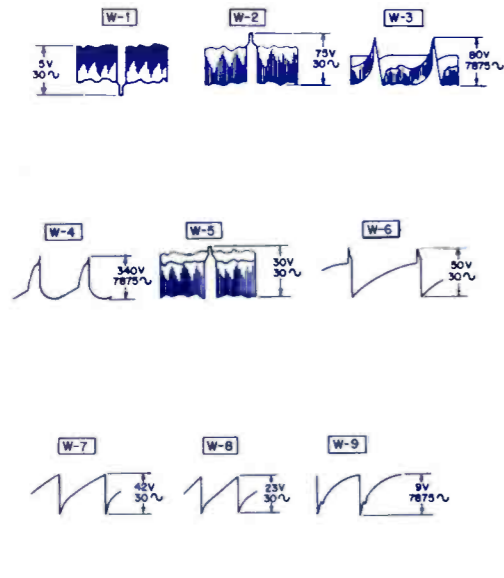 W-1
W-2
W-3
5V
30∿
75V
30∿
80V
7875∿
W-4
W-5
W-6
340V
7875∿
30V
30∿
50V
30∿
W-7
W-8
W-9
42V
30∿
23V
30∿
9V
7875∿